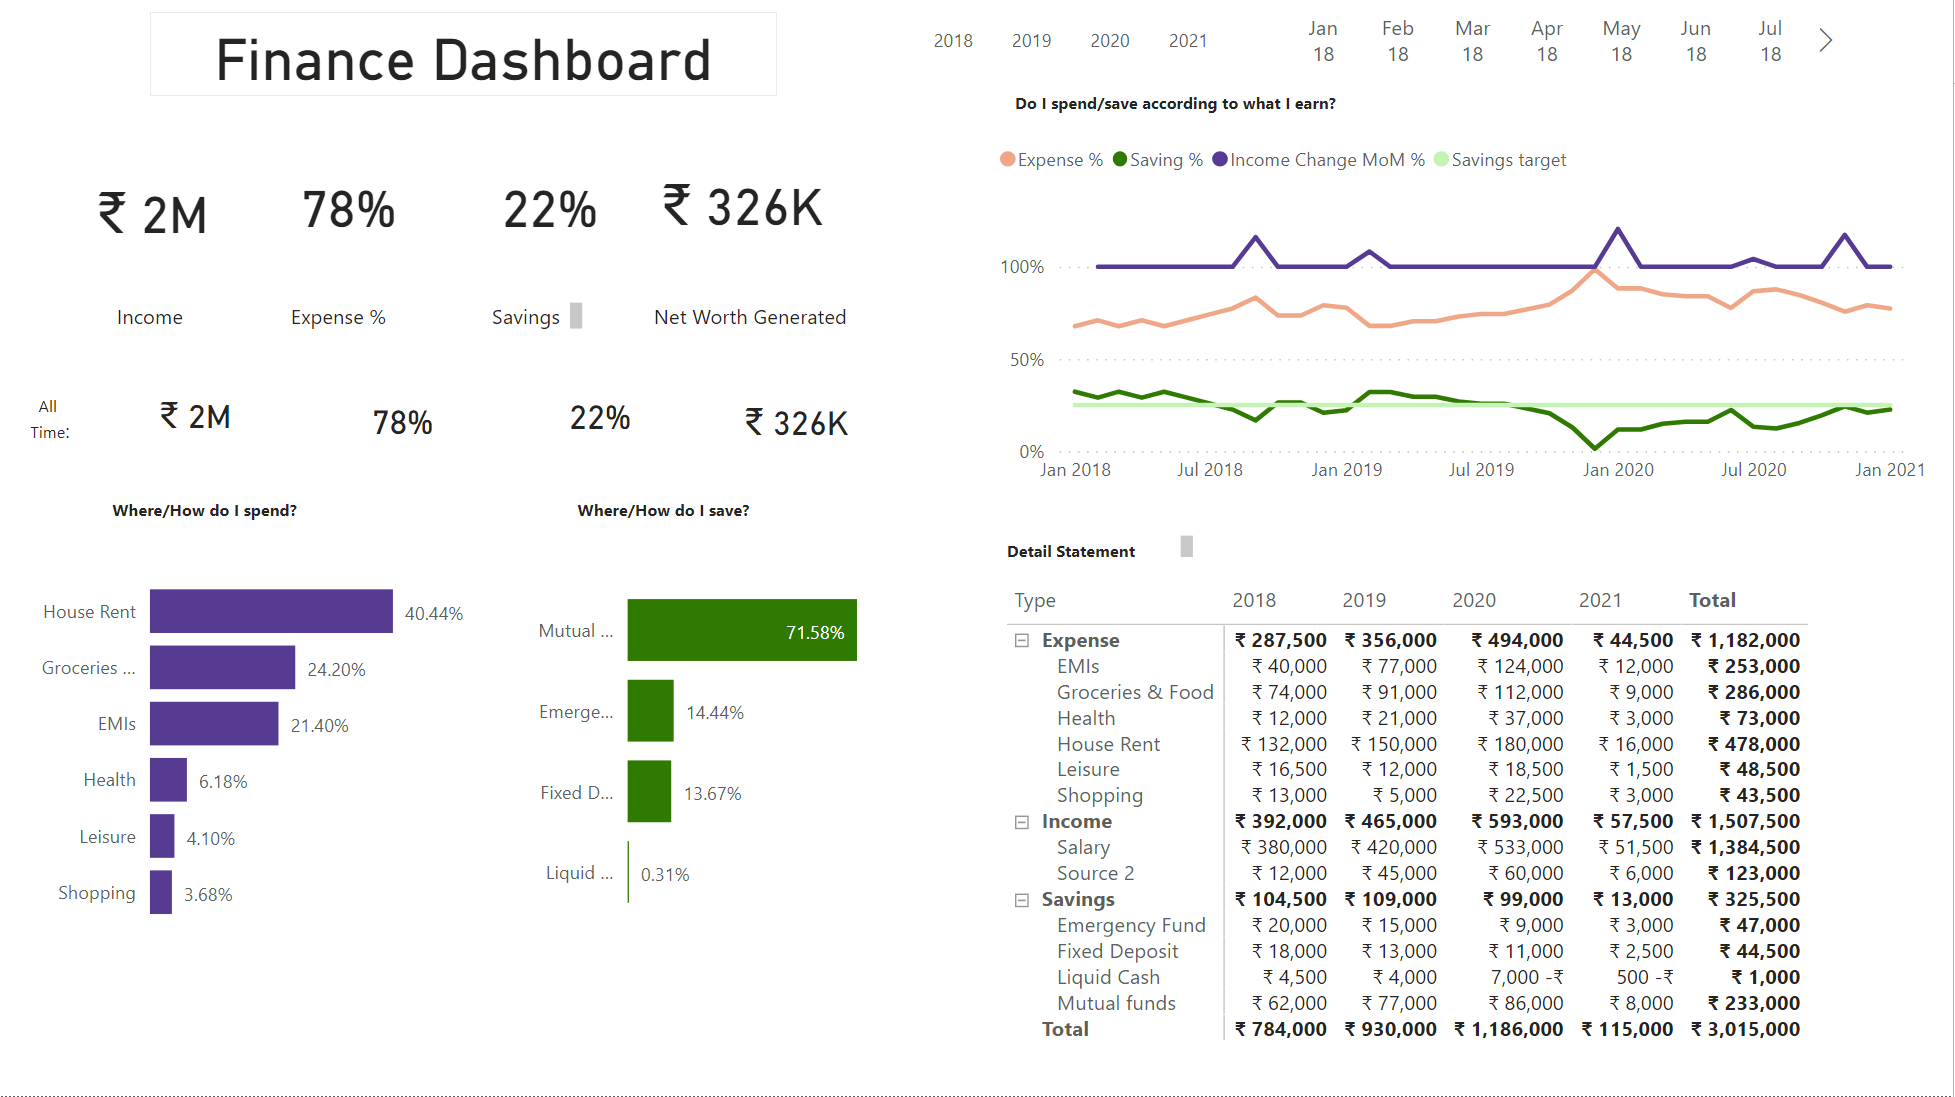 Finance Dashboard
2018 2019 2020 2021
Jan 18 Feb 18 Mar 18 Apr 18 May 18 Jun 18 Jul 18
₹ 2M 78% 22% ₹ 326K
Income Expense % Savings Net Worth Generated
All Time: ₹ 2M 78% 22% ₹ 326K
Where/How do I spend?
House Rent 40.44%
Groceries ... 24.20%
EMIs 21.40%
Health 6.18%
Leisure 4.10%
Shopping 3.68%
Where/How do I save?
Mutual ... 71.58%
Emerge... 14.44%
Fixed D... 13.67%
Liquid ... 0.31%
Do I spend/save according to what I earn?
Expense % Saving % Income Change MoM % Savings target
100%
50%
0%
Jan 2018 Jul 2018 Jan 2019 Jul 2019 Jan 2020 Jul 2020 Jan 2021
Detail Statement
Type 2018 2019 2020 2021 Total
Expense ₹ 287,500 ₹ 356,000 ₹ 494,000 ₹ 44,500 ₹ 1,182,000
EMIs ₹ 40,000 ₹ 77,000 ₹ 124,000 ₹ 12,000 ₹ 253,000
Groceries & Food ₹ 74,000 ₹ 91,000 ₹ 112,000 ₹ 9,000 ₹ 286,000
Health ₹ 12,000 ₹ 21,000 ₹ 37,000 ₹ 3,000 ₹ 73,000
House Rent ₹ 132,000 ₹ 150,000 ₹ 180,000 ₹ 16,000 ₹ 478,000
Leisure ₹ 16,500 ₹ 12,000 ₹ 18,500 ₹ 1,500 ₹ 48,500
Shopping ₹ 13,000 ₹ 5,000 ₹ 22,500 ₹ 3,000 ₹ 43,500
Income ₹ 392,000 ₹ 465,000 ₹ 593,000 ₹ 57,500 ₹ 1,507,500
Salary ₹ 380,000 ₹ 420,000 ₹ 533,000 ₹ 51,500 ₹ 1,384,500
Source 2 ₹ 12,000 ₹ 45,000 ₹ 60,000 ₹ 6,000 ₹ 123,000
Savings ₹ 104,500 ₹ 109,000 ₹ 99,000 ₹ 13,000 ₹ 325,500
Emergency Fund ₹ 20,000 ₹ 15,000 ₹ 9,000 ₹ 3,000 ₹ 47,000
Fixed Deposit ₹ 18,000 ₹ 13,000 ₹ 11,000 ₹ 2,500 ₹ 44,500
Liquid Cash ₹ 4,500 ₹ 4,000 7,000 -₹ 500 -₹ ₹ 1,000
Mutual funds ₹ 62,000 ₹ 77,000 ₹ 86,000 ₹ 8,000 ₹ 233,000
Total ₹ 784,000 ₹ 930,000 ₹ 1,186,000 ₹ 115,000 ₹ 3,015,000